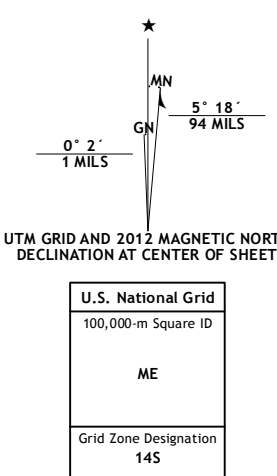 ★
MN
5° 18´
94 MILS
GN
0° 2´
1 MILS
UTM GRID AND 2012 MAGNETIC NORT
DECLINATION AT CENTER OF SHEET
U.S. National Grid
100,000-m Square ID
ME
Grid Zone Designation
14S